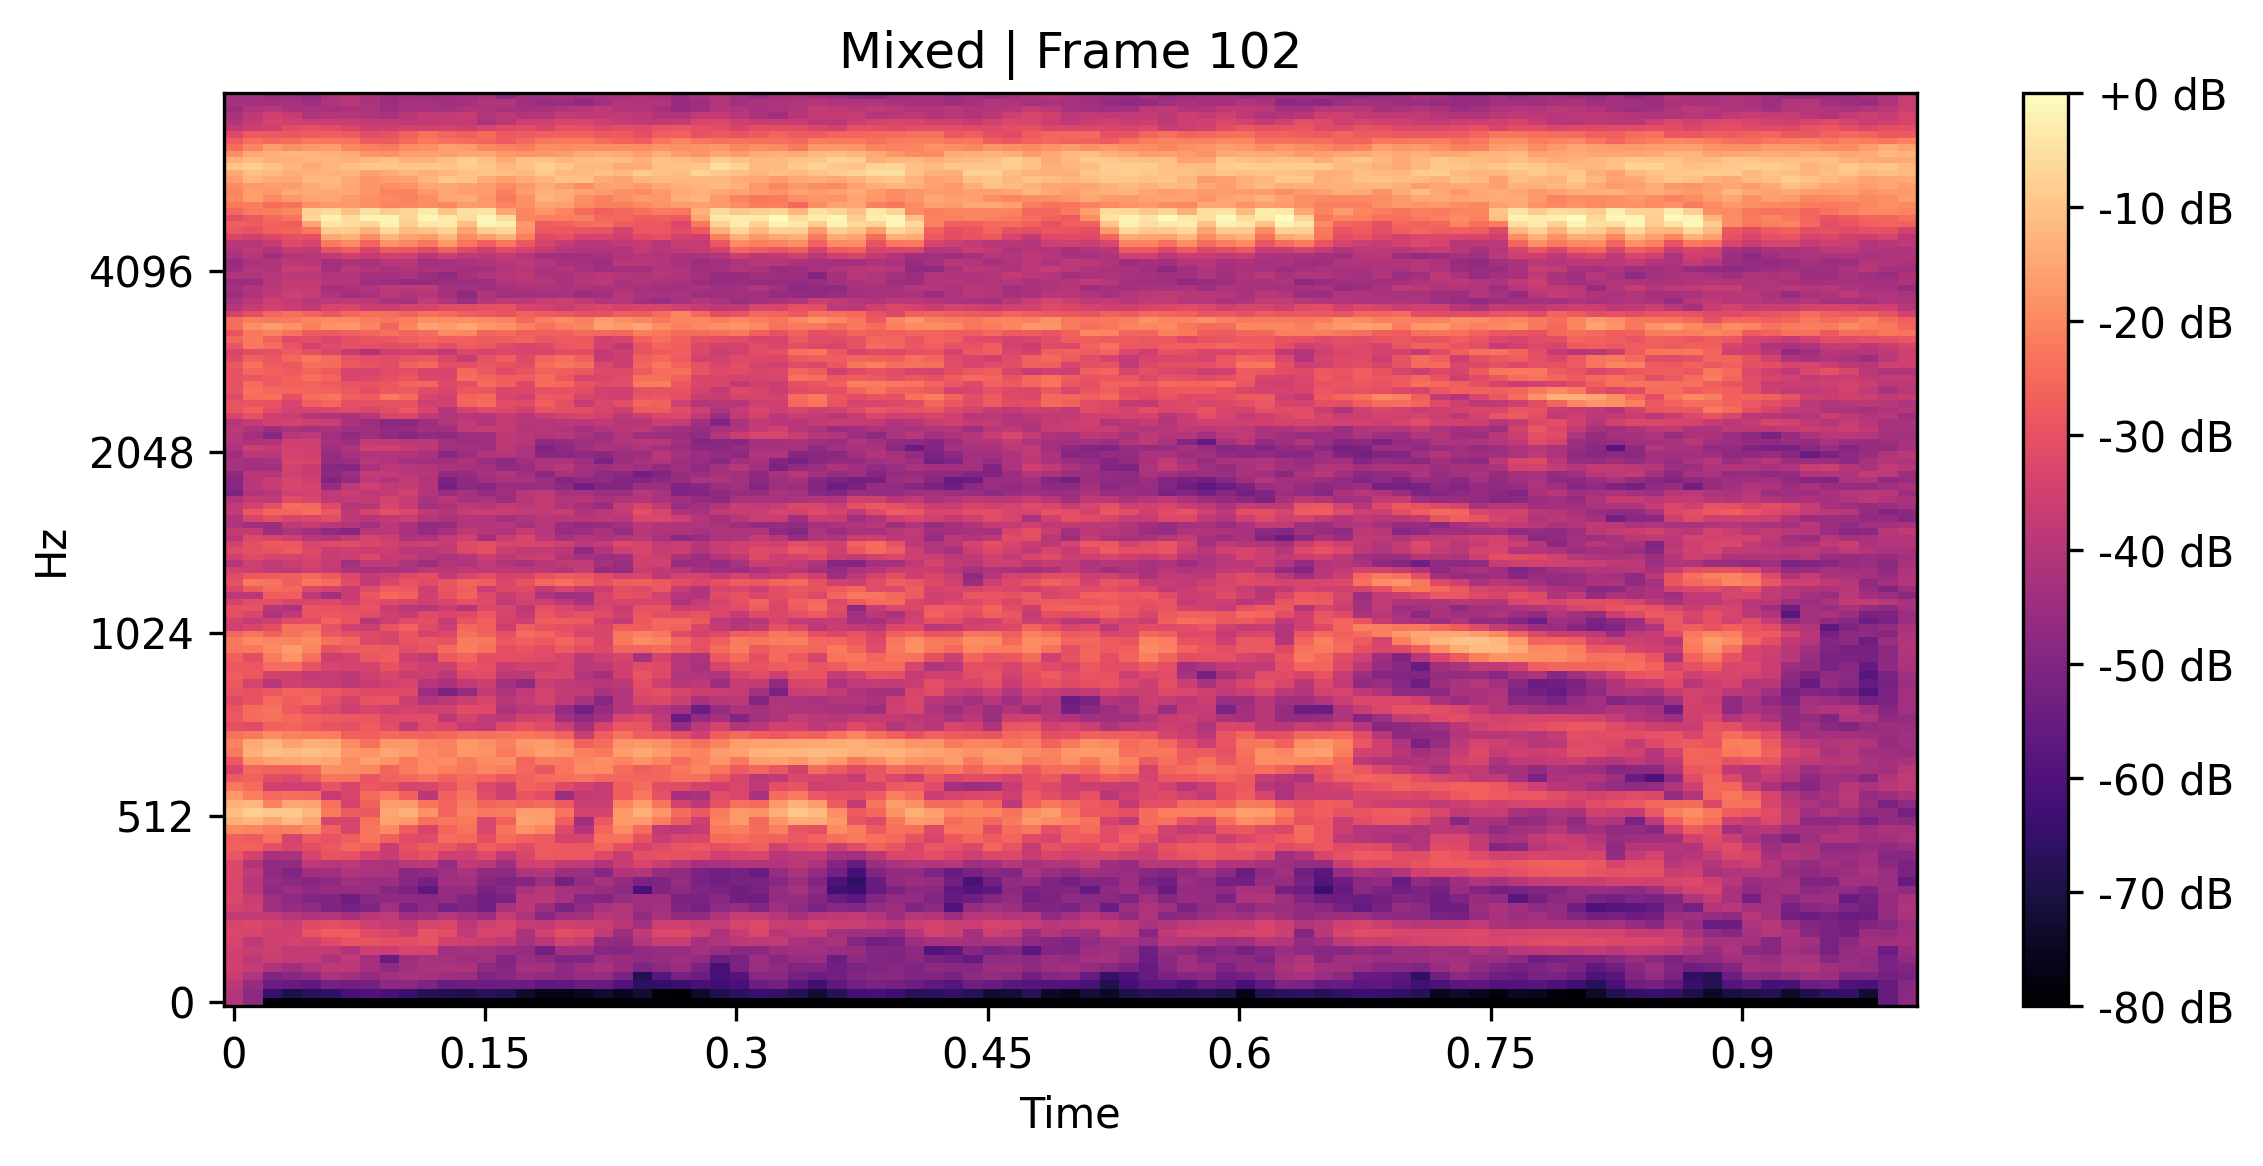 Mixed | Frame 102
+0 dB
-10 dB
-20 dB
-30 dB
-40 dB
-50 dB
-60 dB
-70 dB
-80 dB
Hz
4096
2048
1024
512
0
0 0.15 0.3 0.45 0.6 0.75 0.9
Time